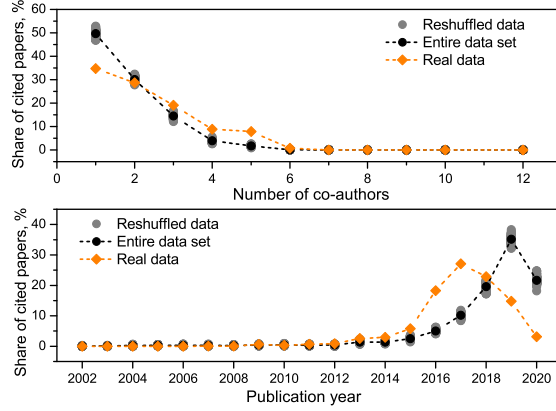 Share of cited papers, %
60
50
40
30
20
10
0
Reshuffled data
Entire data set
Real data
0 2 4 6 8 10 12
Number of co-authors
Share of cited papers, %
40
30
20
10
0
Reshuffled data
Entire data set
Real data
2002 2004 2006 2008 2010 2012 2014 2016 2018 2020
Publication year